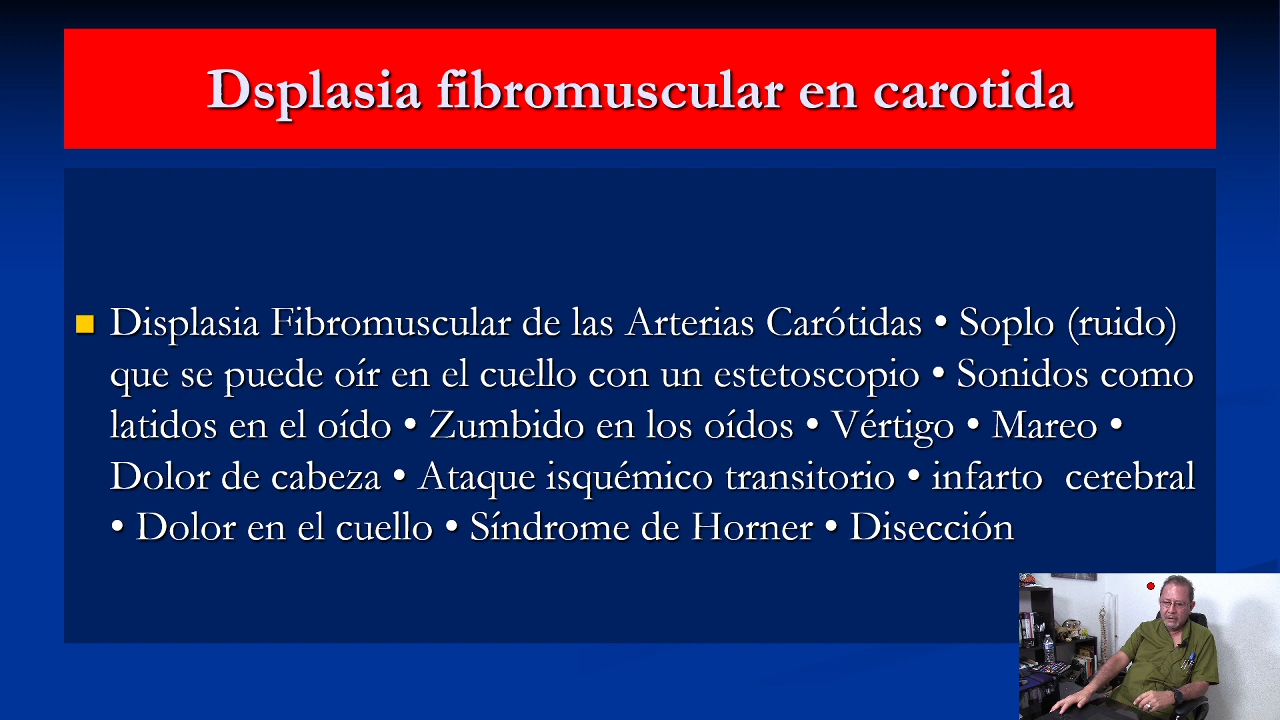 Dsplasia fibromuscular en carotida
Displasia Fibromuscular de las Arterias Carótidas • Soplo (ruido)
que se puede oír en el cuello con un estetoscopio • Sonidos como
latidos en el oído • Zumbido en los oídos • Vértigo • Mareo •
Dolor de cabeza • Ataque isquémico transitorio • infarto  cerebral
• Dolor en el cuello • Síndrome de Horner • Disección